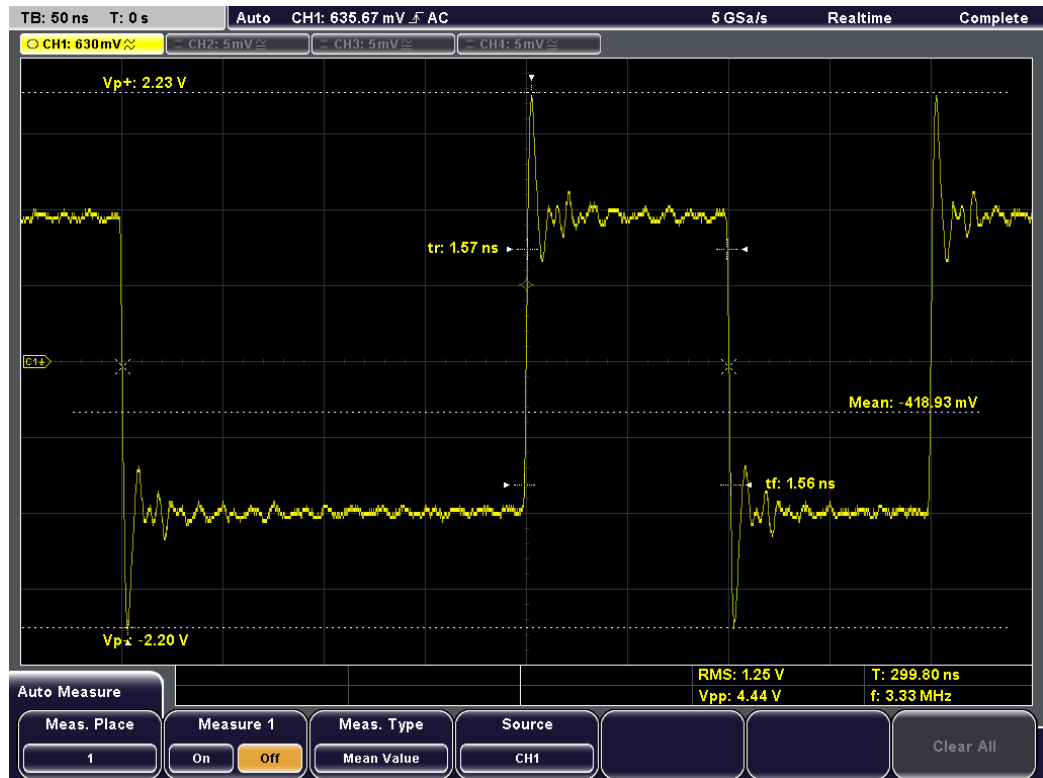 TB: 50 ns T: 0 s Auto CH1: 635.67 mV AC 5 GSa/s Realtime Complete
CH1: 630mV CH2: 5mV CH3: 5mV CH4: 5mV
Vp+: 2.23 V
tr: 1.57 ns
C1
Mean: -418.93 mV
tf: 1.56 ns
Vp-: -2.20 V
RMS: 1.25 V T: 299.80 ns
Auto Measure
Vpp: 4.44 V f: 3.33 MHz
Meas. Place Measure 1 Meas. Type Source
Clear All
1 On Off Mean Value CH1